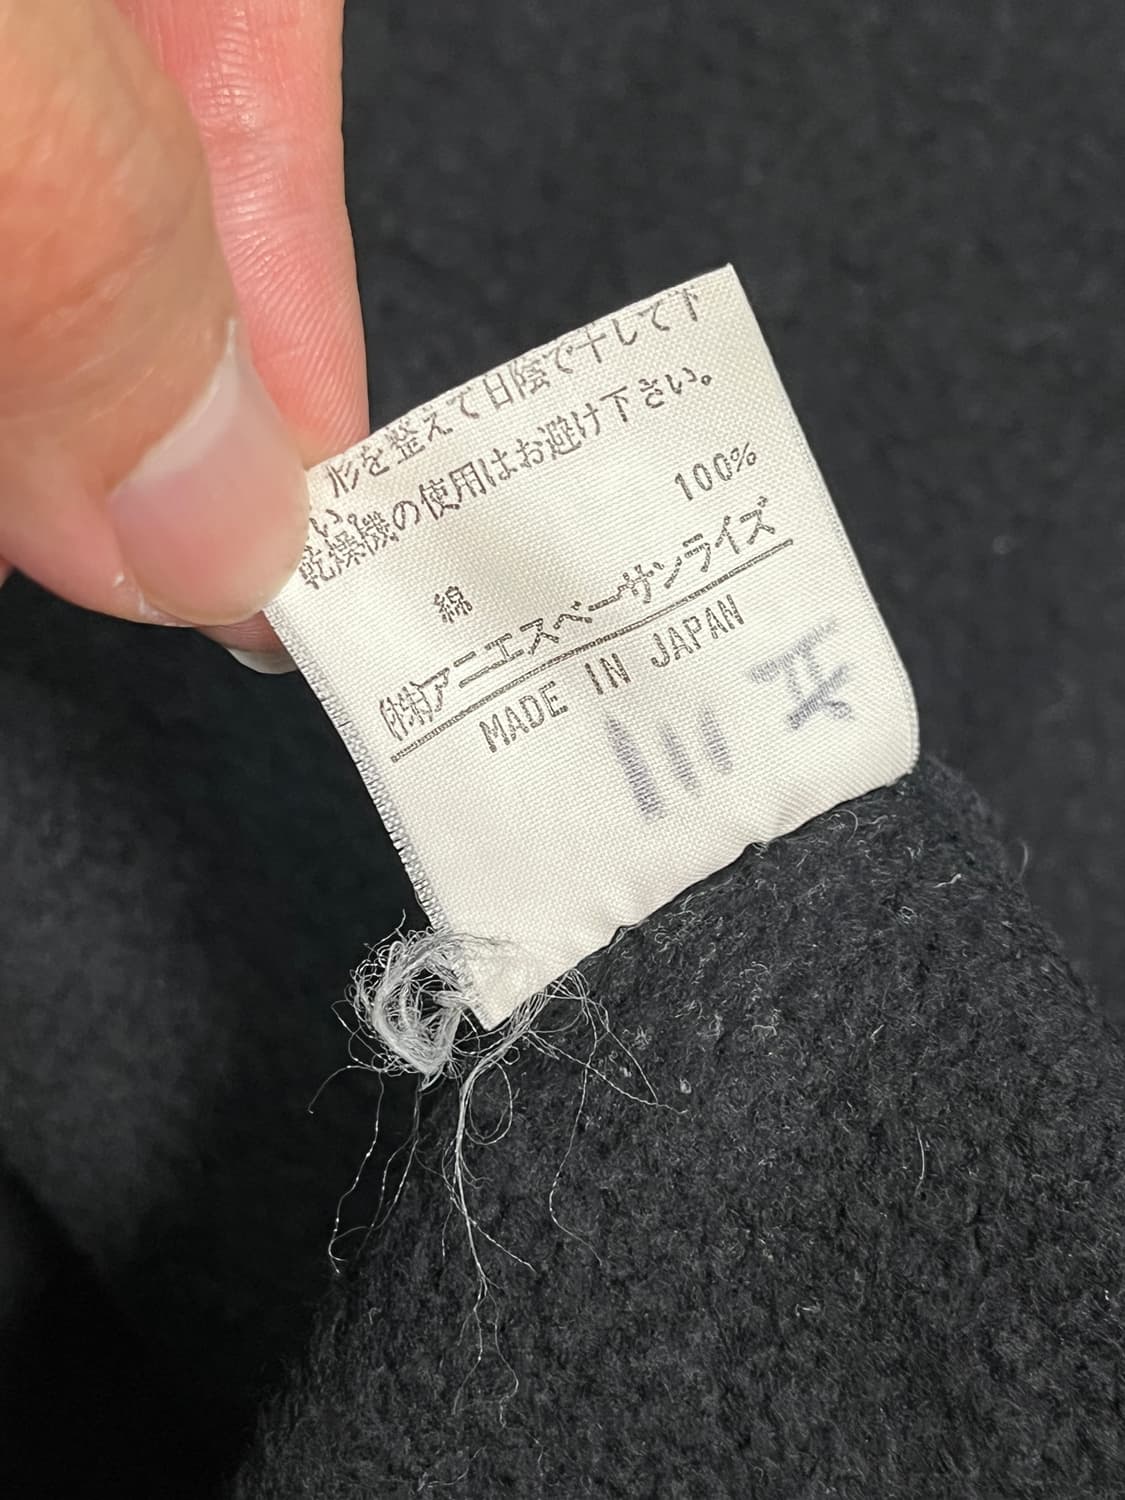 形を整えて日陰で干して下
さい。
乾燥機の使用はお避け下さい。
綿 100%
(株)アニエスベーサンライズ
MADE IN JAPAN